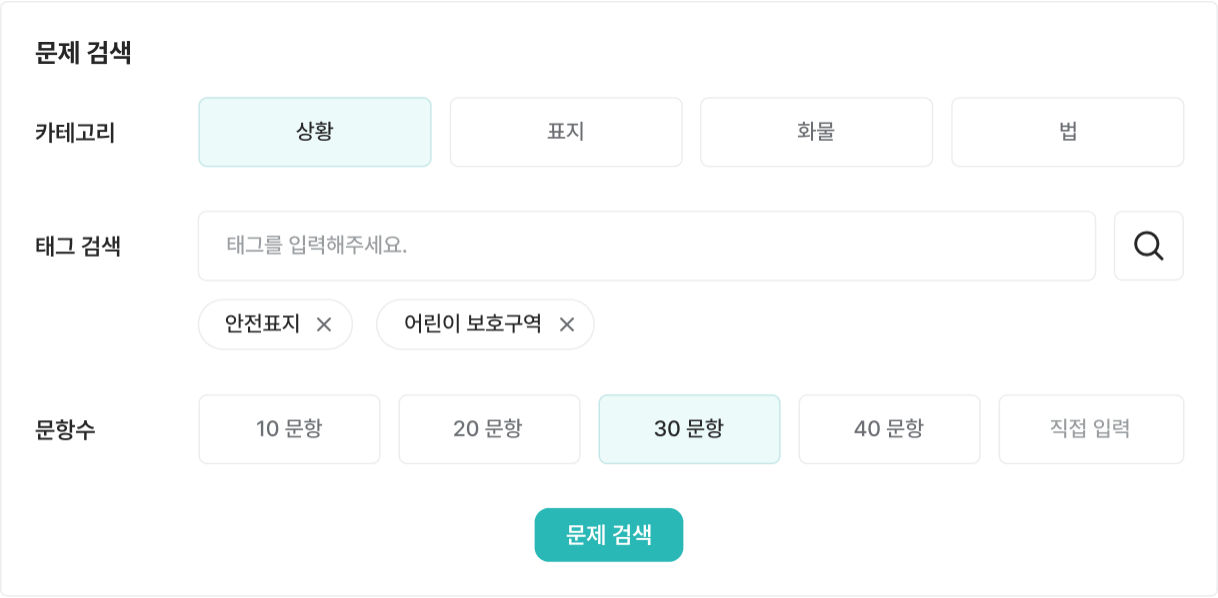 문제 검색
카테고리
상황
표지
화물
법
태그 검색
태그를 입력해주세요.
안전표지
어린이 보호구역
문항수
10 문항
20 문항
30 문항
40 문항
직접 입력
문제 검색